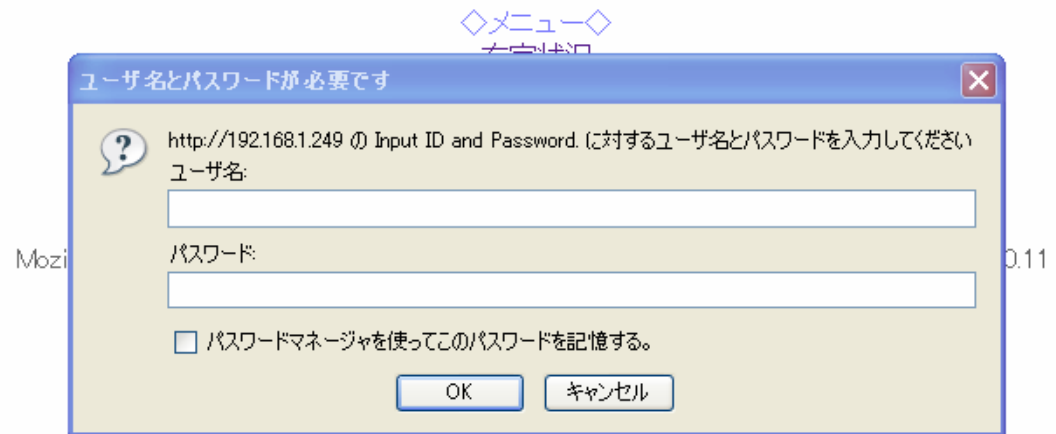 ◇メニュー◇
ユーザ名とパスワードが必要です
http://192.168.1.249 の Input ID and Password. に対するユーザ名とパスワードを入力してください
ユーザ名:
パスワード:
Mozi
0.11
パスワードマネージャを使ってこのパスワードを記憶する。
OK
キャンセル